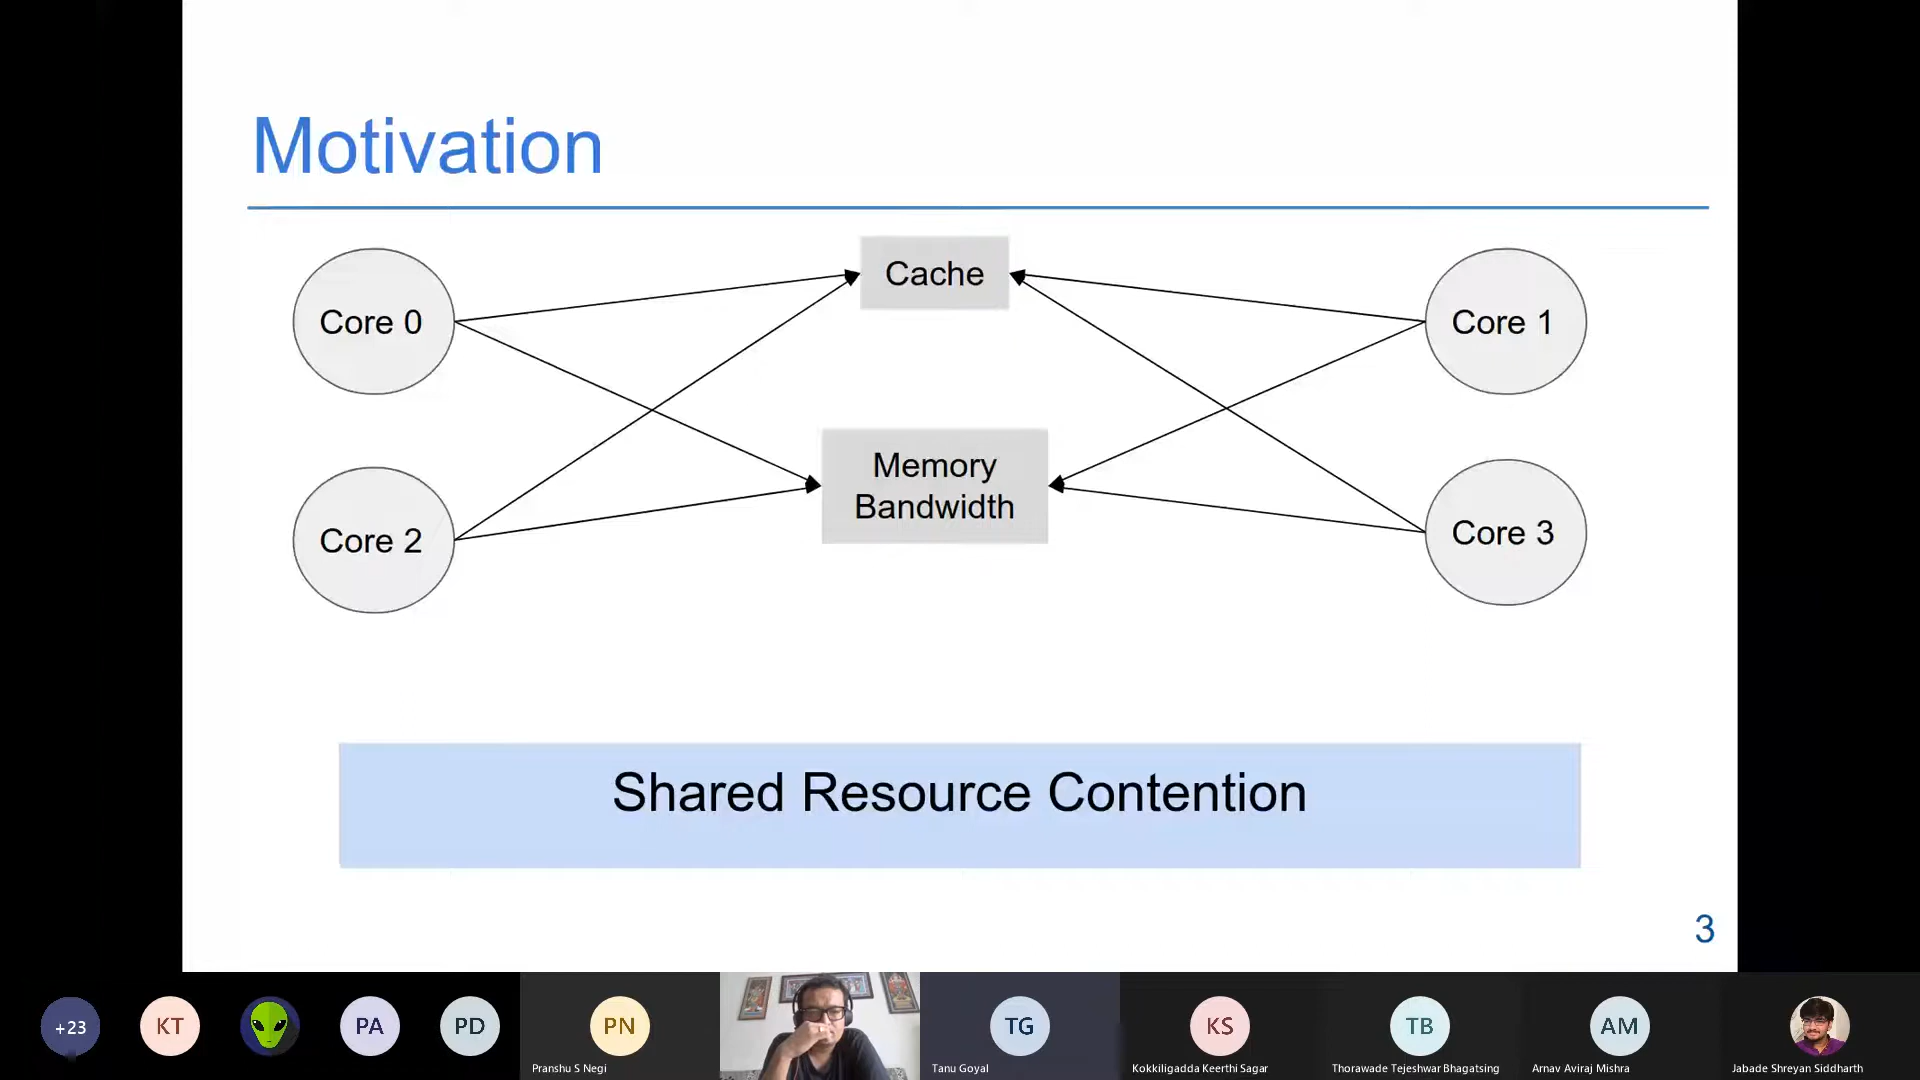 Motivation
Cache
Core 0
Core 1
Memory
Bandwidth
Core 2
Core 3
Shared Resource Contention
3
+23
KT
PA
PD
PN
TG
KS
TB
AM
Pranshu S Negi
Tanu Goyal
Kokkiligadda Keerthi Sagar
Thorawade Tejeshwar Bhagatsing
Arnav Aviraj Mishra
Jabade Shreyan Siddharth